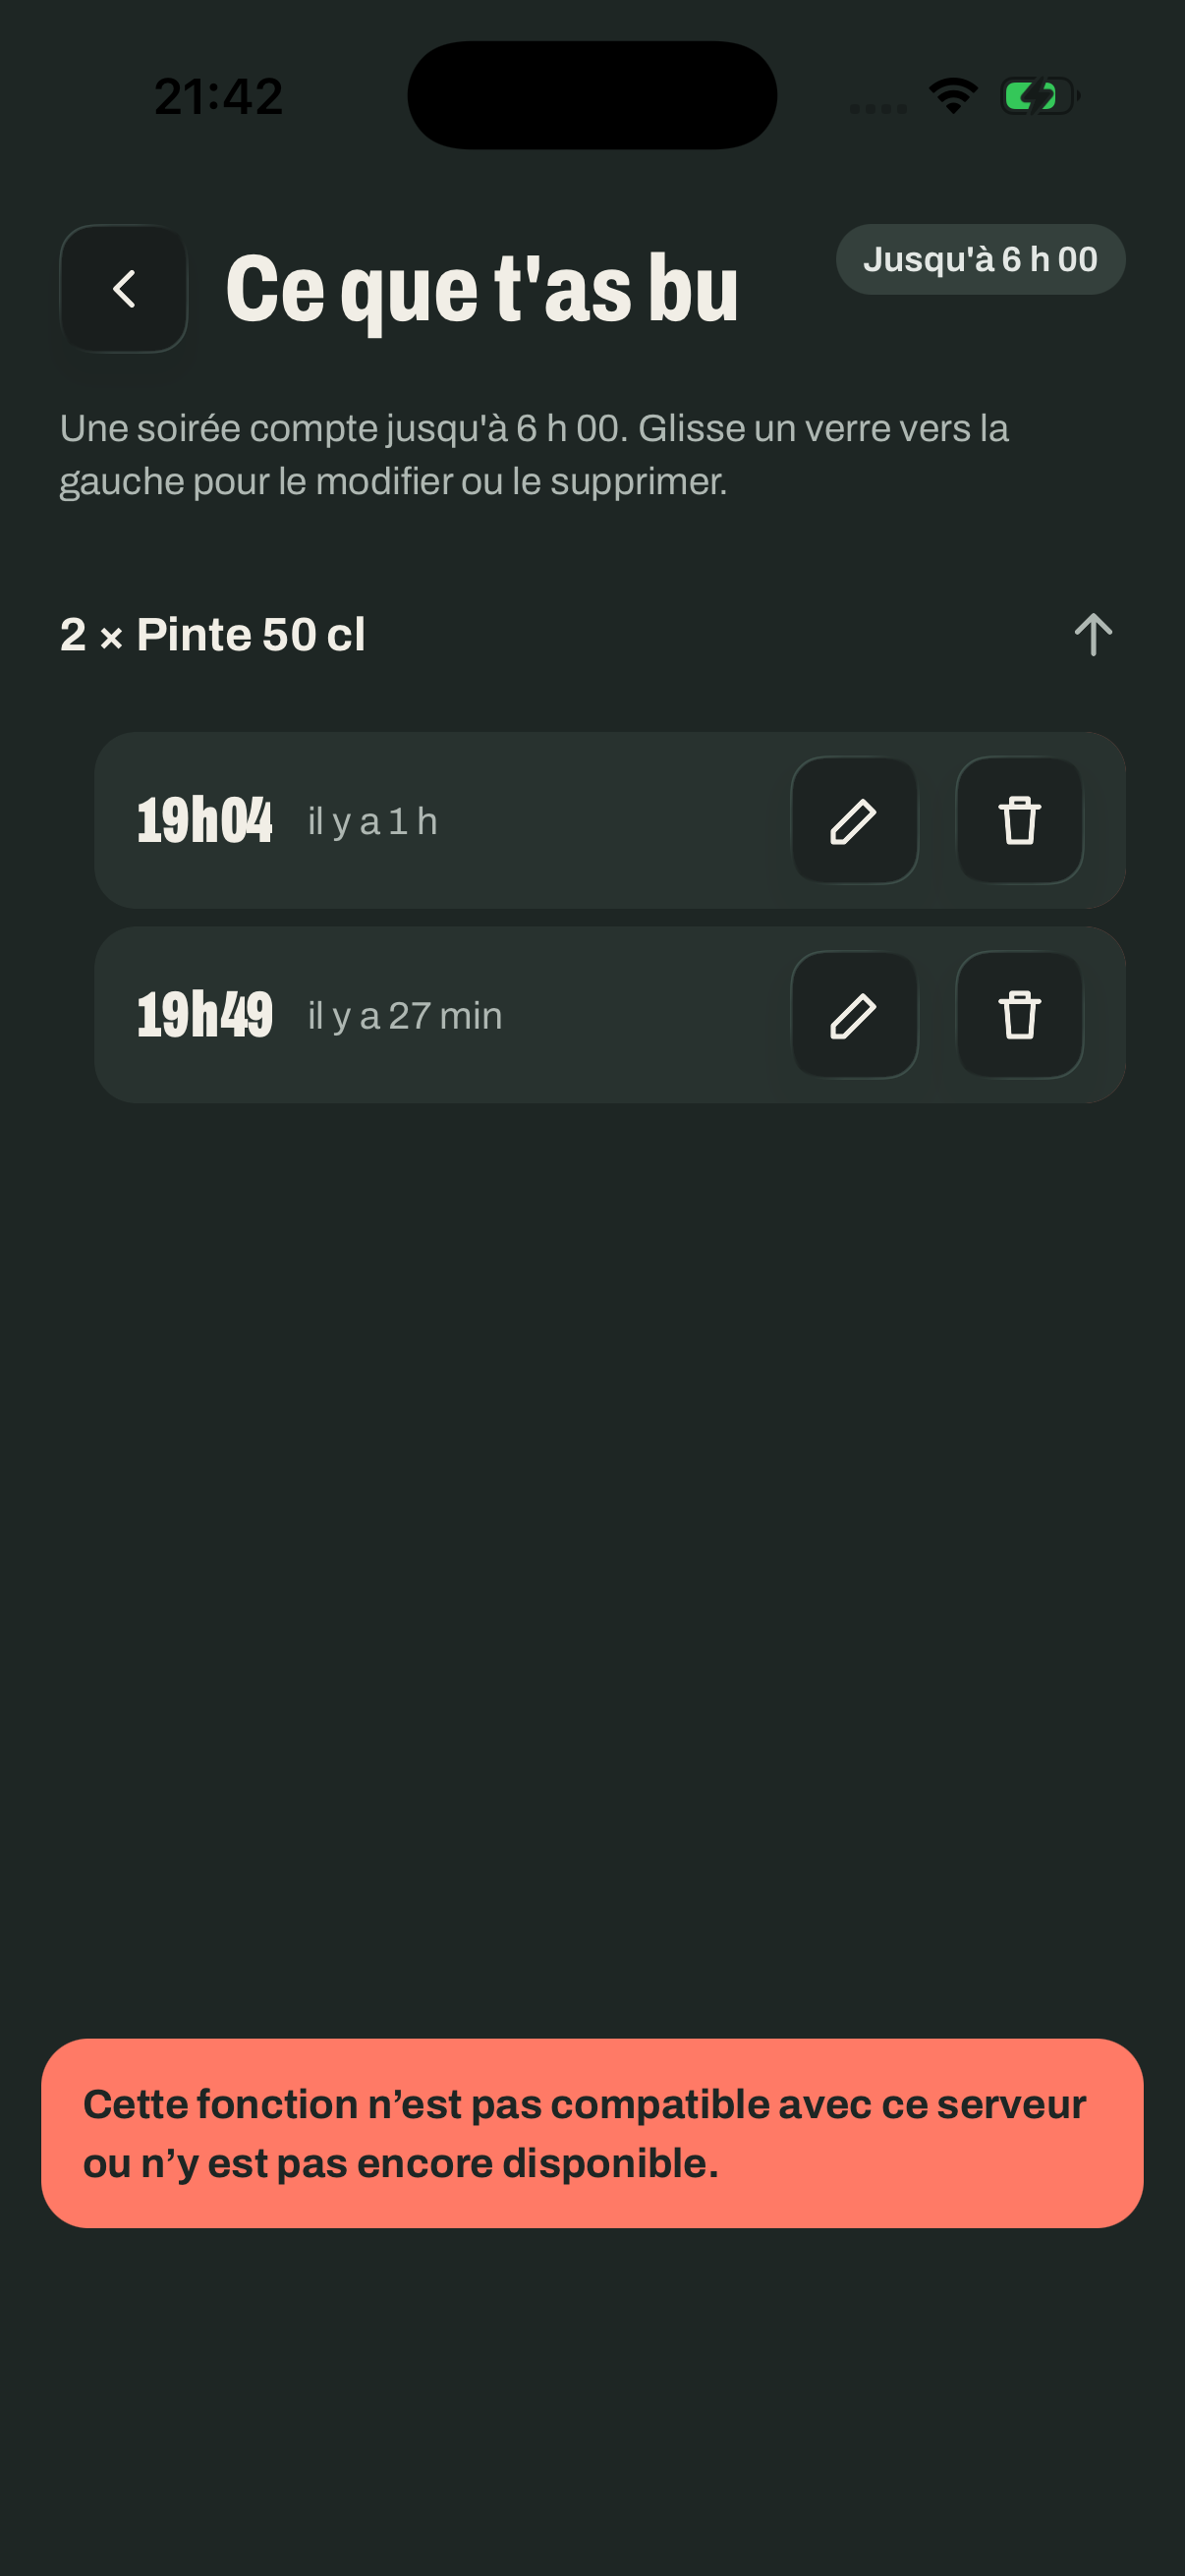 21:42
Ce que t'as bu
Jusqu'à 6 h 00
Une soirée compte jusqu'à 6 h 00. Glisse un verre vers la
gauche pour le modifier ou le supprimer.
2 × Pinte 50 cl
19h04 il y a 1 h
19h49 il y a 27 min
Cette fonction n’est pas compatible avec ce serveur
ou n’y est pas encore disponible.